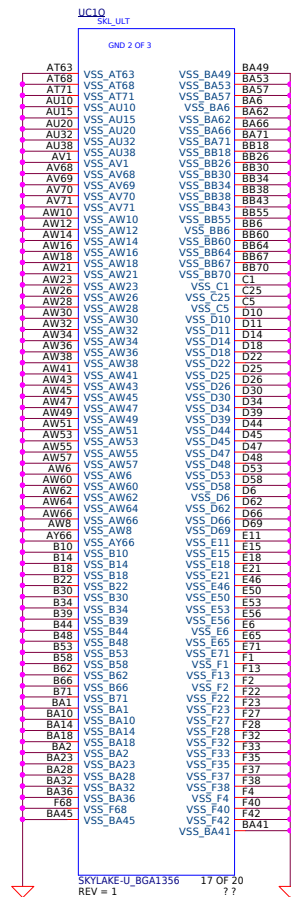 UC1O
SKL_ULT
GND 2 OF 3
AT63 VSS_AT63 VSS_BA49 BA49
AT68 VSS_AT68 VSS_BA53 BA53
AT71 VSS_AT71 VSS_BA57 BA57
AU10 VSS_AU10 VSS_BA6 BA6
AU15 VSS_AU15 VSS_BA62 BA62
AU20 VSS_AU20 VSS_BA66 BA66
AU32 VSS_AU32 VSS_BA71 BA71
AU38 VSS_AU38 VSS_BB18 BB18
AV1 VSS_AV1 VSS_BB26 BB26
AV68 VSS_AV68 VSS_BB30 BB30
AV69 VSS_AV69 VSS_BB34 BB34
AV70 VSS_AV70 VSS_BB38 BB38
AV71 VSS_AV71 VSS_BB43 BB43
AW10 VSS_AW10 VSS_BB55 BB55
AW12 VSS_AW12 VSS_BB6 BB6
AW14 VSS_AW14 VSS_BB60 BB60
AW16 VSS_AW16 VSS_BB64 BB64
AW18 VSS_AW18 VSS_BB67 BB67
AW21 VSS_AW21 VSS_BB70 BB70
AW23 VSS_AW23 VSS_C1 C1
AW26 VSS_AW26 VSS_C25 C25
AW28 VSS_AW28 VSS_C5 C5
AW30 VSS_AW30 VSS_D10 D10
AW32 VSS_AW32 VSS_D11 D11
AW34 VSS_AW34 VSS_D14 D14
AW36 VSS_AW36 VSS_D18 D18
AW38 VSS_AW38 VSS_D22 D22
AW41 VSS_AW41 VSS_D25 D25
AW43 VSS_AW43 VSS_D26 D26
AW45 VSS_AW45 VSS_D30 D30
AW47 VSS_AW47 VSS_D34 D34
AW49 VSS_AW49 VSS_D39 D39
AW51 VSS_AW51 VSS_D44 D44
AW53 VSS_AW53 VSS_D45 D45
AW55 VSS_AW55 VSS_D47 D47
AW57 VSS_AW57 VSS_D48 D48
AW6 VSS_AW6 VSS_D53 D53
AW60 VSS_AW60 VSS_D58 D58
AW62 VSS_AW62 VSS_D6 D6
AW64 VSS_AW64 VSS_D62 D62
AW66 VSS_AW66 VSS_D66 D66
AW8 VSS_AW8 VSS_D69 D69
AY66 VSS_AY66 VSS_E11 E11
B10 VSS_B10 VSS_E15 E15
B14 VSS_B14 VSS_E18 E18
B18 VSS_B18 VSS_E21 E21
B22 VSS_B22 VSS_E46 E46
B30 VSS_B30 VSS_E50 E50
B34 VSS_B34 VSS_E53 E53
B39 VSS_B39 VSS_E56 E56
B44 VSS_B44 VSS_E6 E6
B48 VSS_B48 VSS_E65 E65
B53 VSS_B53 VSS_E71 E71
B58 VSS_B58 VSS_F1 F1
B62 VSS_B62 VSS_F13 F13
B66 VSS_B66 VSS_F2 F2
B71 VSS_B71 VSS_F22 F22
BA1 VSS_BA1 VSS_F23 F23
BA10 VSS_BA10 VSS_F27 F27
BA14 VSS_BA14 VSS_F28 F28
BA18 VSS_BA18 VSS_F32 F32
BA2 VSS_BA2 VSS_F33 F33
BA23 VSS_BA23 VSS_F35 F35
BA28 VSS_BA28 VSS_F37 F37
BA32 VSS_BA32 VSS_F38 F38
BA36 VSS_BA36 VSS_F4 F4
F68 VSS_F68 VSS_F40 F40
BA45 VSS_BA45 VSS_F42 F42
VSS_BA41 BA41
SKYLAKE-U_BGA1356 17 OF 20
REV = 1 ? ?